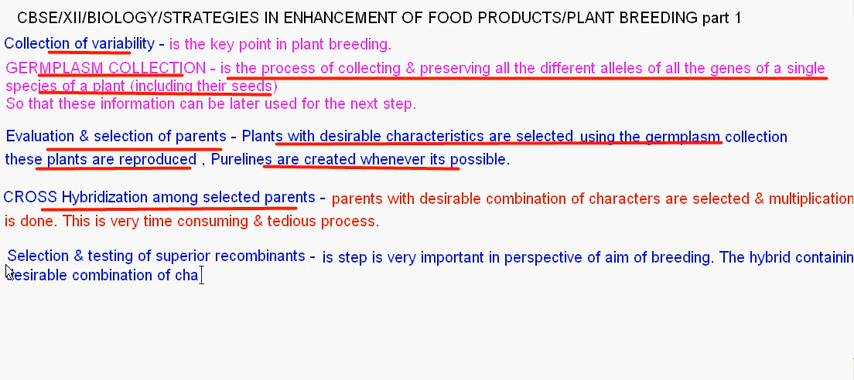 CBSE/XII/BIOLOGY/STRATEGIES IN ENHANCEMENT OF FOOD PRODUCTS/PLANT BREEDING part 1
Collection of variability - is the key point in plant breeding.
GERMPLASM COLLECTION - is the process of collecting & preserving all the different alleles of all the genes of a single
species of a plant (including their seeds)
So that these information can be later used for the next step.
Evaluation & selection of parents - Plants with desirable characteristics are selected using the germplasm collection
these plants are reproduced , Purelines are created whenever its possible.
CROSS Hybridization among selected parents - parents with desirable combination of characters are selected & multiplication
is done. This is very time consuming & tedious process.
Selection & testing of superior recombinants - is step is very important in perspective of aim of breeding. The hybrid containin
desirable combination of cha